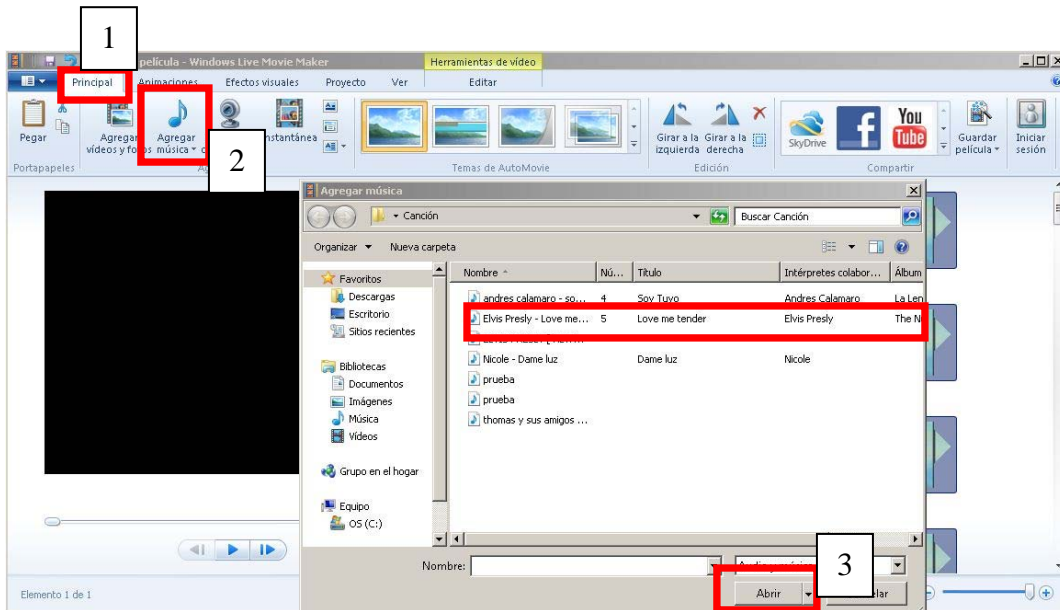 1
película - Windows Live Movie Maker
Herramientas de vídeo
Principal Animaciones Efectos visuales Proyecto Ver Editar
Pegar
Agregar vídeos y fotos
Agregar música
2
Instantánea
Girar a la izquierda
Girar a la derecha
SkyDrive
f
You Tube
Guardar película
Iniciar sesión
Portapapeles
Temas de AutoMovie
Edición
Compartir
Agregar música
Canción
Buscar Canción
Organizar Nueva carpeta
Favoritos
Descargas
Escritorio
Sitios recientes
Bibliotecas
Documentos
Imágenes
Música
Vídeos
Grupo en el hogar
Equipo
OS (C:)
Nombre Nú... Título Intérpretes colabor... Álbum
andres calamaro - so... 4 Soy Tuyo Andres Calamaro La Len
Elvis Presly - Love me... 5 Love me tender Elvis Presly The N
Nicole - Dame luz Dame luz Nicole
prueba
prueba
thomas y sus amigos ...
Nombre:
3
Abrir
Elemento 1 de 1